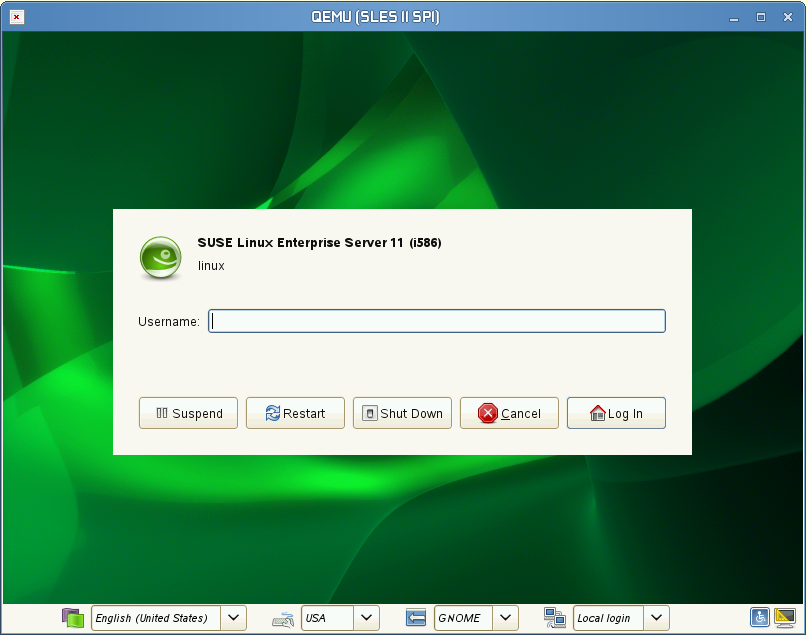 QEMU (SLES 11 SP1)
SUSE Linux Enterprise Server 11 (i586)
linux
Username:
Suspend Restart Shut Down Cancel Log In
English (United States) USA GNOME Local login